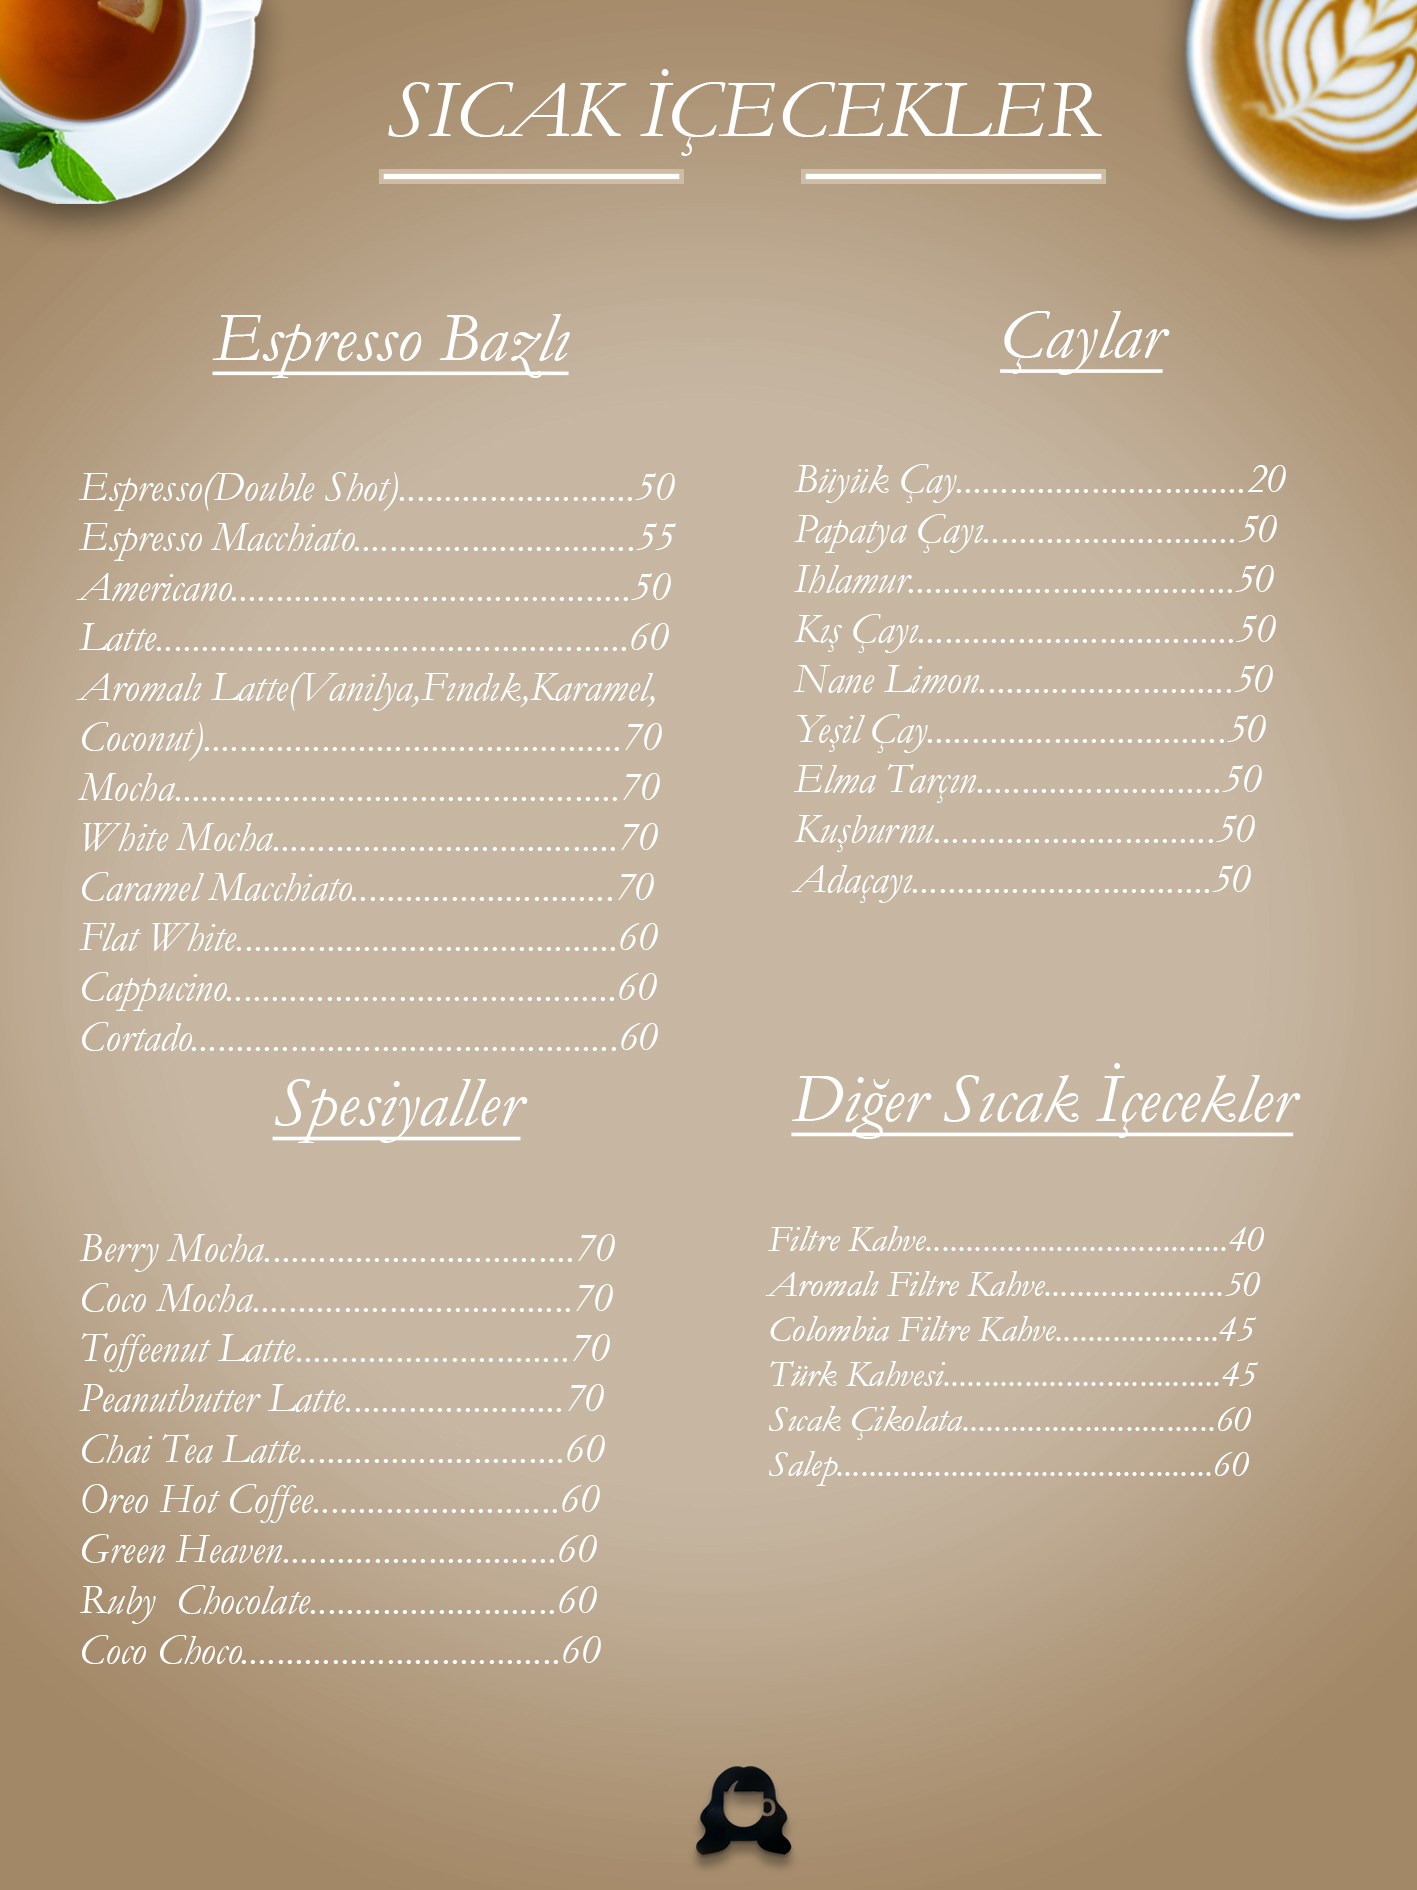 SICAK İÇECEKLER
Espresso Bazlı
Espresso(Double Shot)..........................50
Espresso Macchiato...............................55
Americano............................................50
Latte....................................................60
Aromalı Latte(Vanilya,Fındık,Karamel,
Coconut)..............................................70
Mocha.................................................70
White Mocha......................................70
Caramel Macchiato.............................70
Flat White..........................................60
Cappucino...........................................60
Cortado...............................................60
Çaylar
Büyük Çay................................20
Papatya Çayı............................50
Ihlamur....................................50
Kış Çayı...................................50
Nane Limon............................50
Yeşil Çay.................................50
Elma Tarçın...........................50
Kuşburnu...............................50
Adaçayı.................................50
Spesiyaller
Berry Mocha..................................70
Coco Mocha...................................70
Toffeenut Latte..............................70
Peanutbutter Latte........................70
Chai Tea Latte.............................60
Oreo Hot Coffee...........................60
Green Heaven..............................60
Ruby  Chocolate...........................60
Coco Choco...................................60
Diğer Sıcak İçecekler
Filtre Kahve.....................................40
Aromalı Filtre Kahve......................50
Colombia Filtre Kahve....................45
Türk Kahvesi..................................45
Sıcak Çikolata...............................60
Salep..............................................60